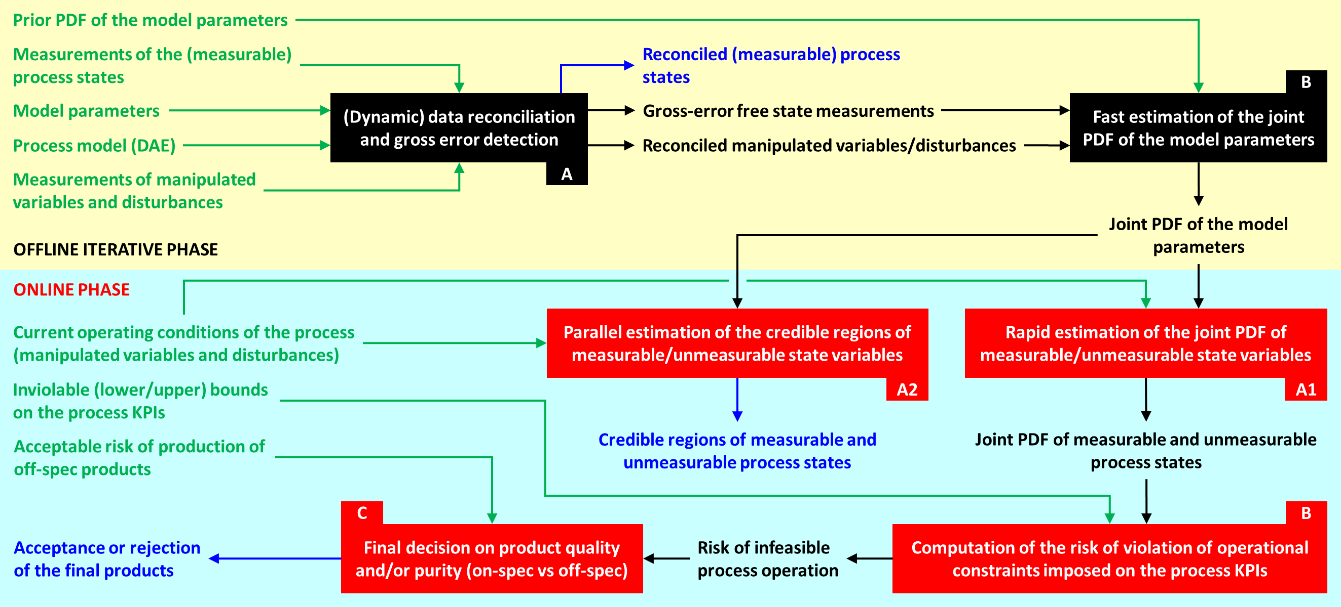 Prior PDF of the model parameters
Measurements of the (measurable)
process states
Model parameters
Process model (DAE)
Measurements of manipulated
variables and disturbances
(Dynamic) data reconciliation
and gross error detection
A
Reconciled (measurable) process
states
Gross-error free state measurements
Reconciled manipulated variables/disturbances
B
Fast estimation of the joint
PDF of the model parameters
Joint PDF of the model
parameters
OFFLINE ITERATIVE PHASE
ONLINE PHASE
Current operating conditions of the process
(manipulated variables and disturbances)
Inviolable (lower/upper) bounds
on the process KPIs
Acceptable risk of production of
off-spec products
Parallel estimation of the credible regions of
measurable/unmeasurable state variables
A2
Rapid estimation of the joint PDF of
measurable/unmeasurable state variables
A1
Credible regions of measurable and
unmeasurable process states
Joint PDF of measurable and unmeasurable
process states
B
Computation of the risk of violation of operational
constraints imposed on the process KPIs
Risk of infeasible
process operation
C
Final decision on product quality
and/or purity (on-spec vs off-spec)
Acceptance or rejection
of the final products